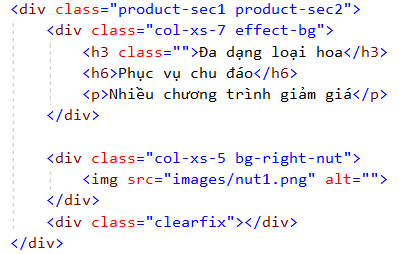 <div class="product-sec1 product-sec2">
<div class="col-xs-7 effect-bg">
<h3 class="">Đa dạng loại hoa</h3>
<h6>Phục vụ chu đáo</h6>
<p>Nhiều chương trình giảm giá</p>
</div>
<div class="col-xs-5 bg-right-nut">
<img src="images/nut1.png" alt="">
</div>
<div class="clearfix"></div>
</div>